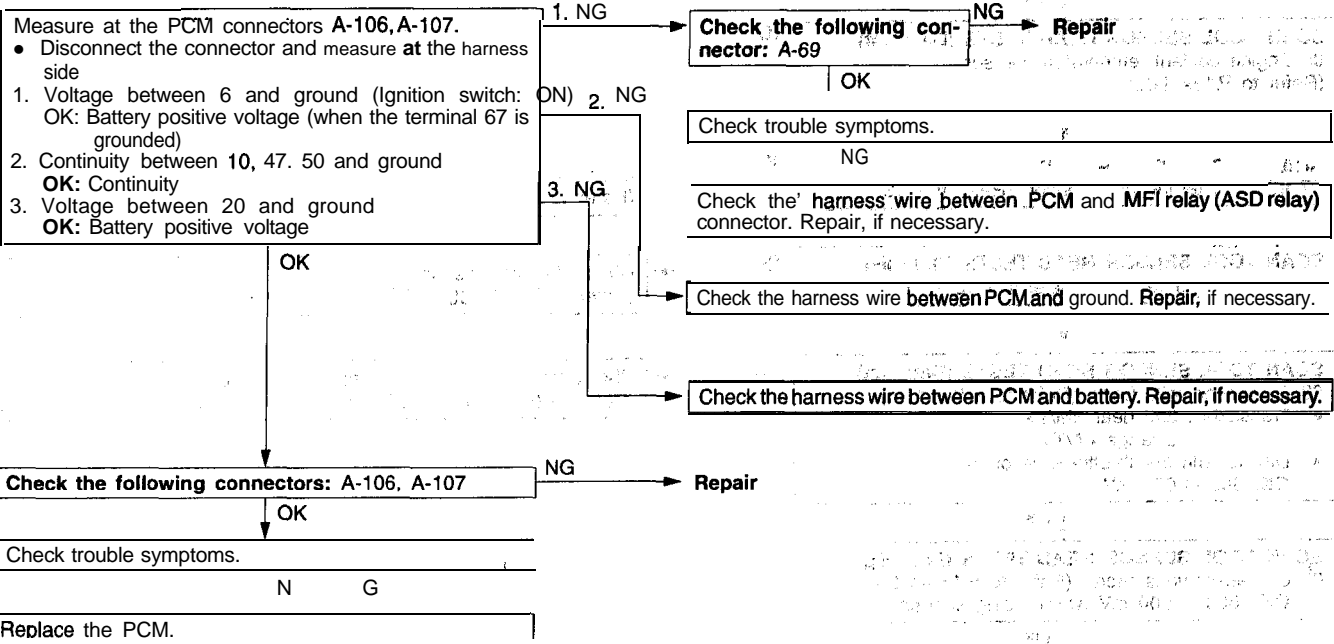 Measure at the PCM connectors A-106, A-107.
• Disconnect the connector and measure at the harness
side
1. Voltage between 6 and ground (Ignition switch: ON)
OK: Battery positive voltage (when the terminal 67 is
grounded)
2. Continuity between 10, 47. 50 and ground
OK: Continuity
3. Voltage between 20 and ground
OK: Battery positive voltage
1. NG
Check the following con-
nector: A-69
NG
Repair
OK
Check trouble symptoms.
NG
Check the' harness wire between PCM and MFI relay (ASD relay)
connector. Repair, if necessary.
2. NG
Check the harness wire between PCM and ground. Repair, if necessary.
3. NG
Check the harness wire between PCM and battery. Repair, if necessary.
OK
Check the following connectors: A-106, A-107
NG
Repair
OK
Check trouble symptoms.
N G
Replace the PCM.